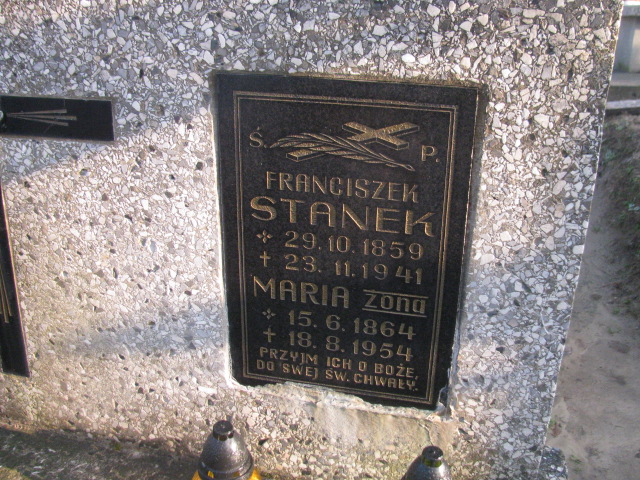 Ś. P.
FRANCISZEK
STANEK
29.10.1859
23.11.1941
MARIA żona
15.6.1864
18.8.1954
PRZYJM ICH O BOŻE,
DO SWEJ ŚW. CHWAŁY.